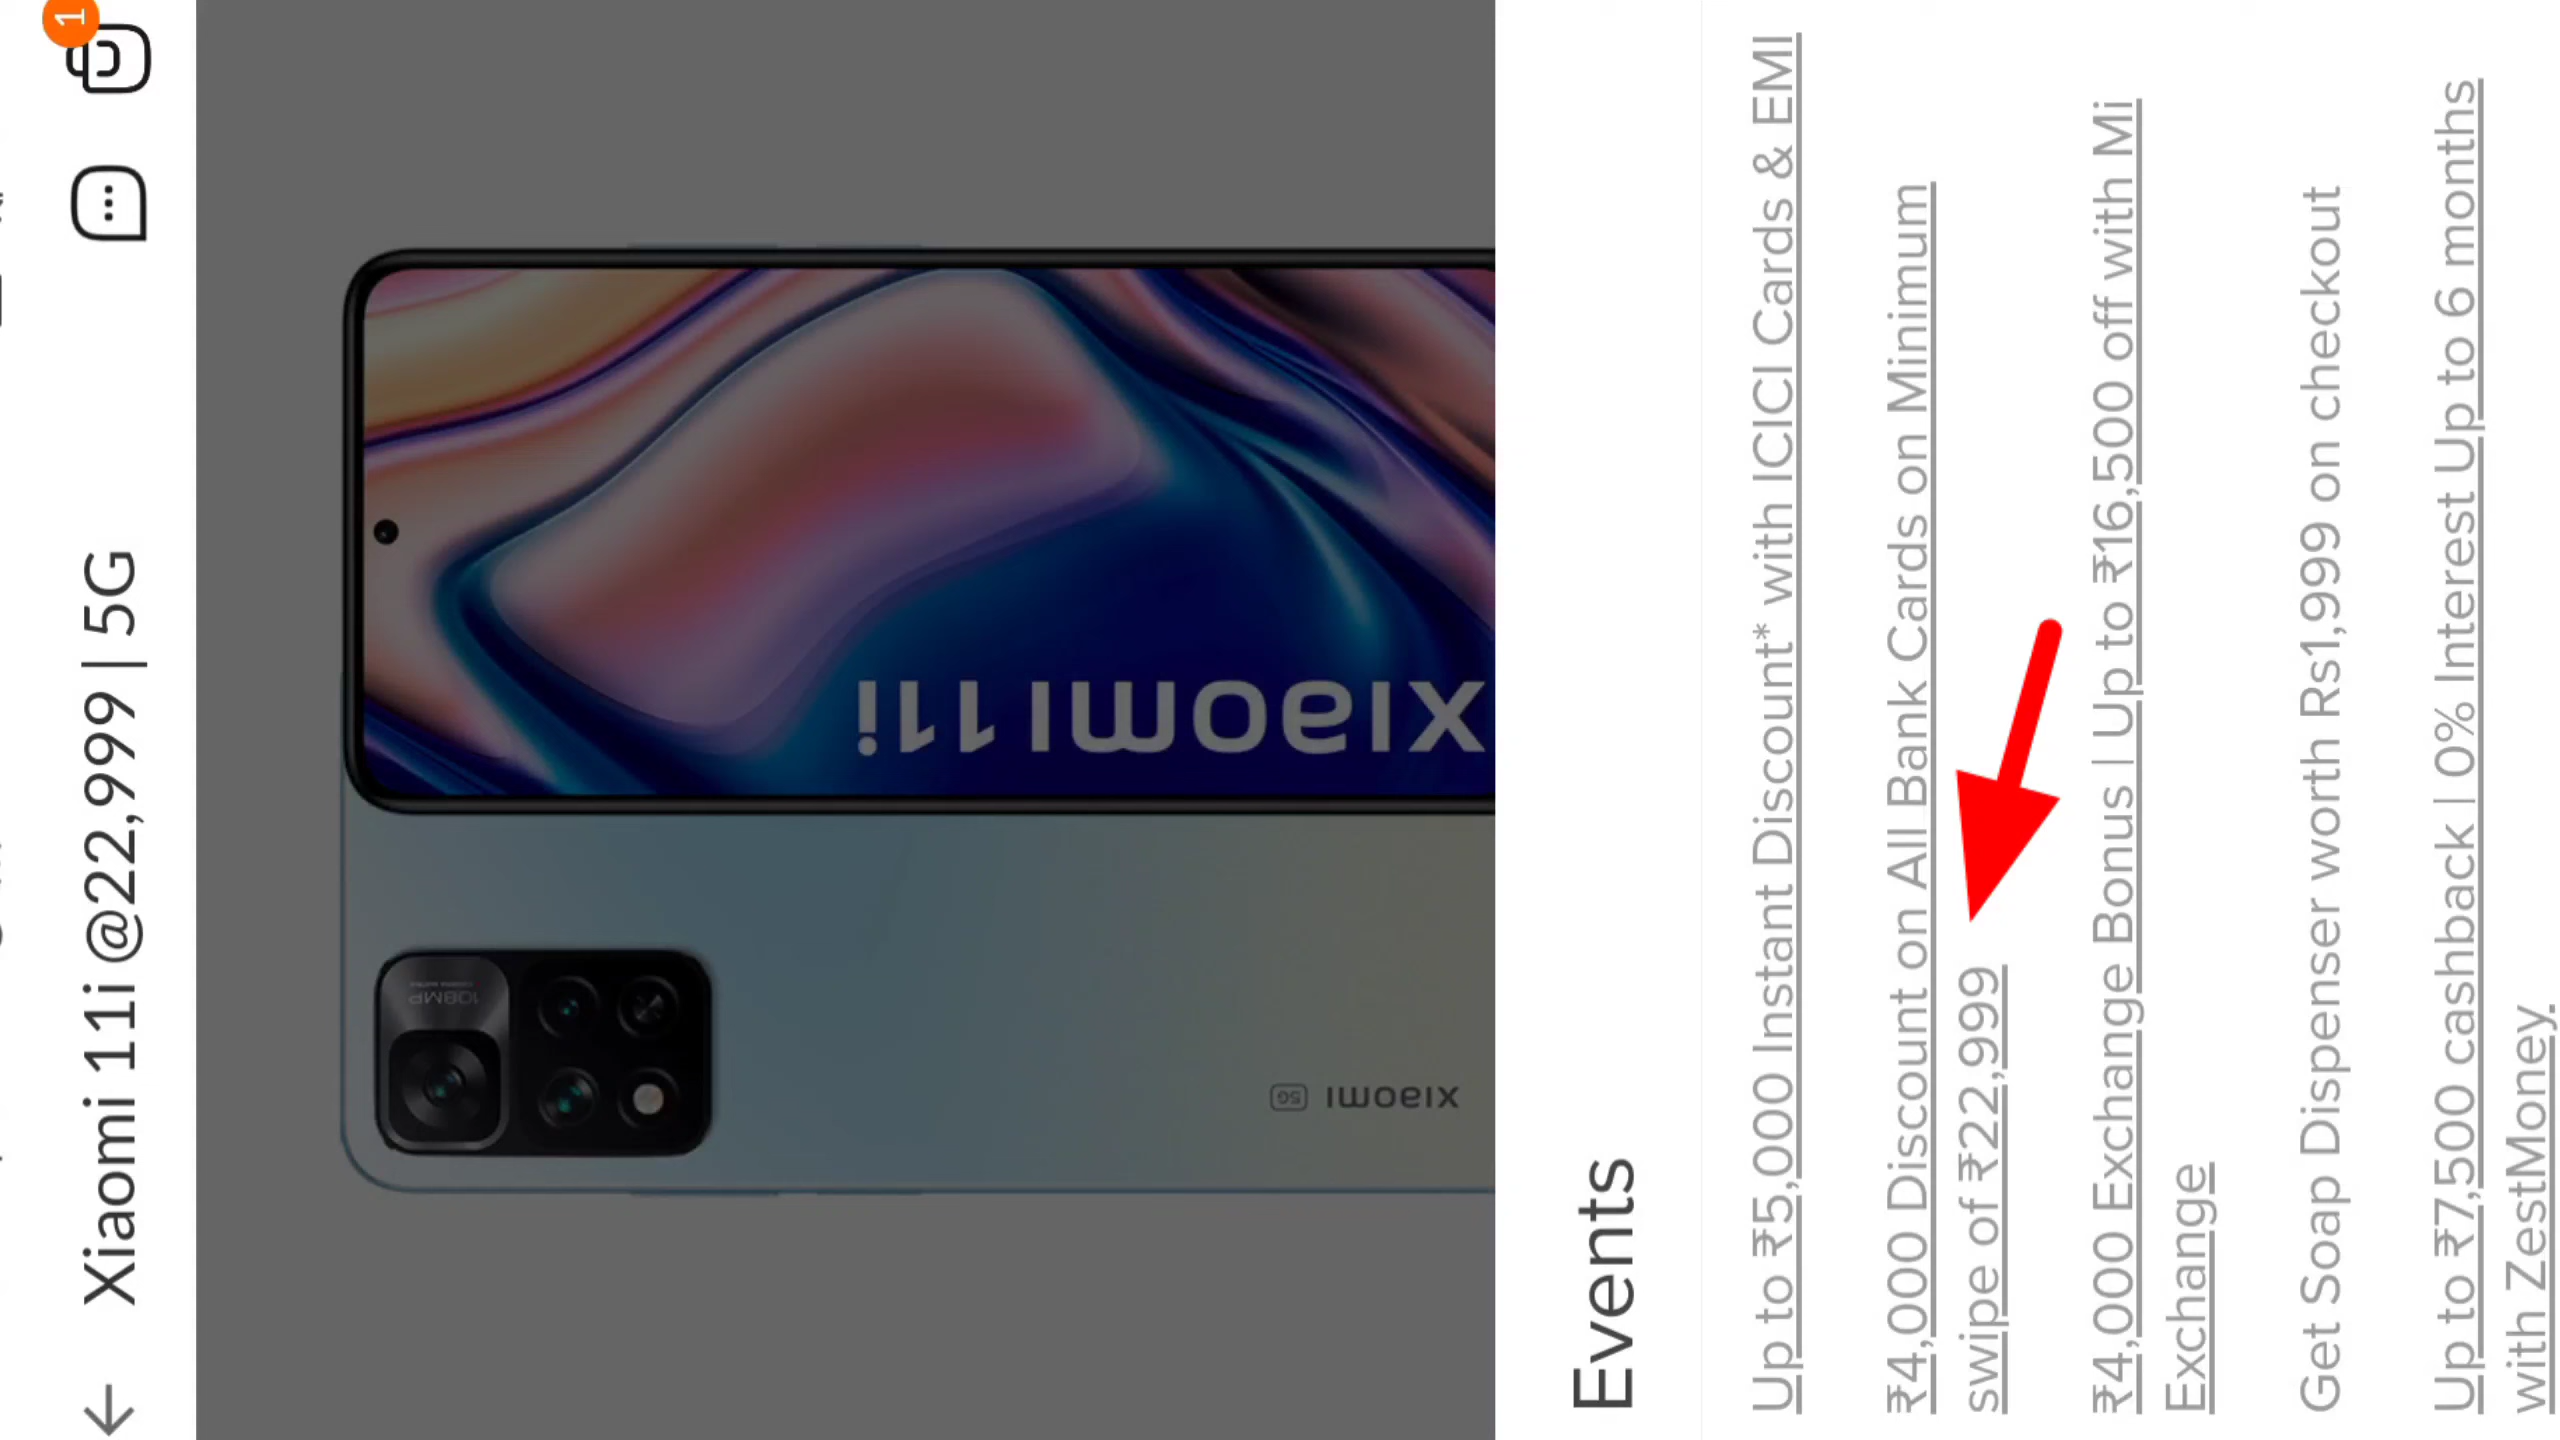 1
Xiaomi 11i @22,999 | 5G
108MP
XIAOMI 11i
XIAOMI 5G
Events
Up to ₹5,000 Instant Discount* with ICICI Cards & EMI
₹4,000 Discount on All Bank Cards on Minimum
swipe of ₹22,999
₹4,000 Exchange Bonus | Up to ₹16,500 off with Mi
Exchange
Get Soap Dispenser worth Rs1,999 on checkout
Up to ₹7,500 cashback | 0% Interest Up to 6 months
with ZestMoney.